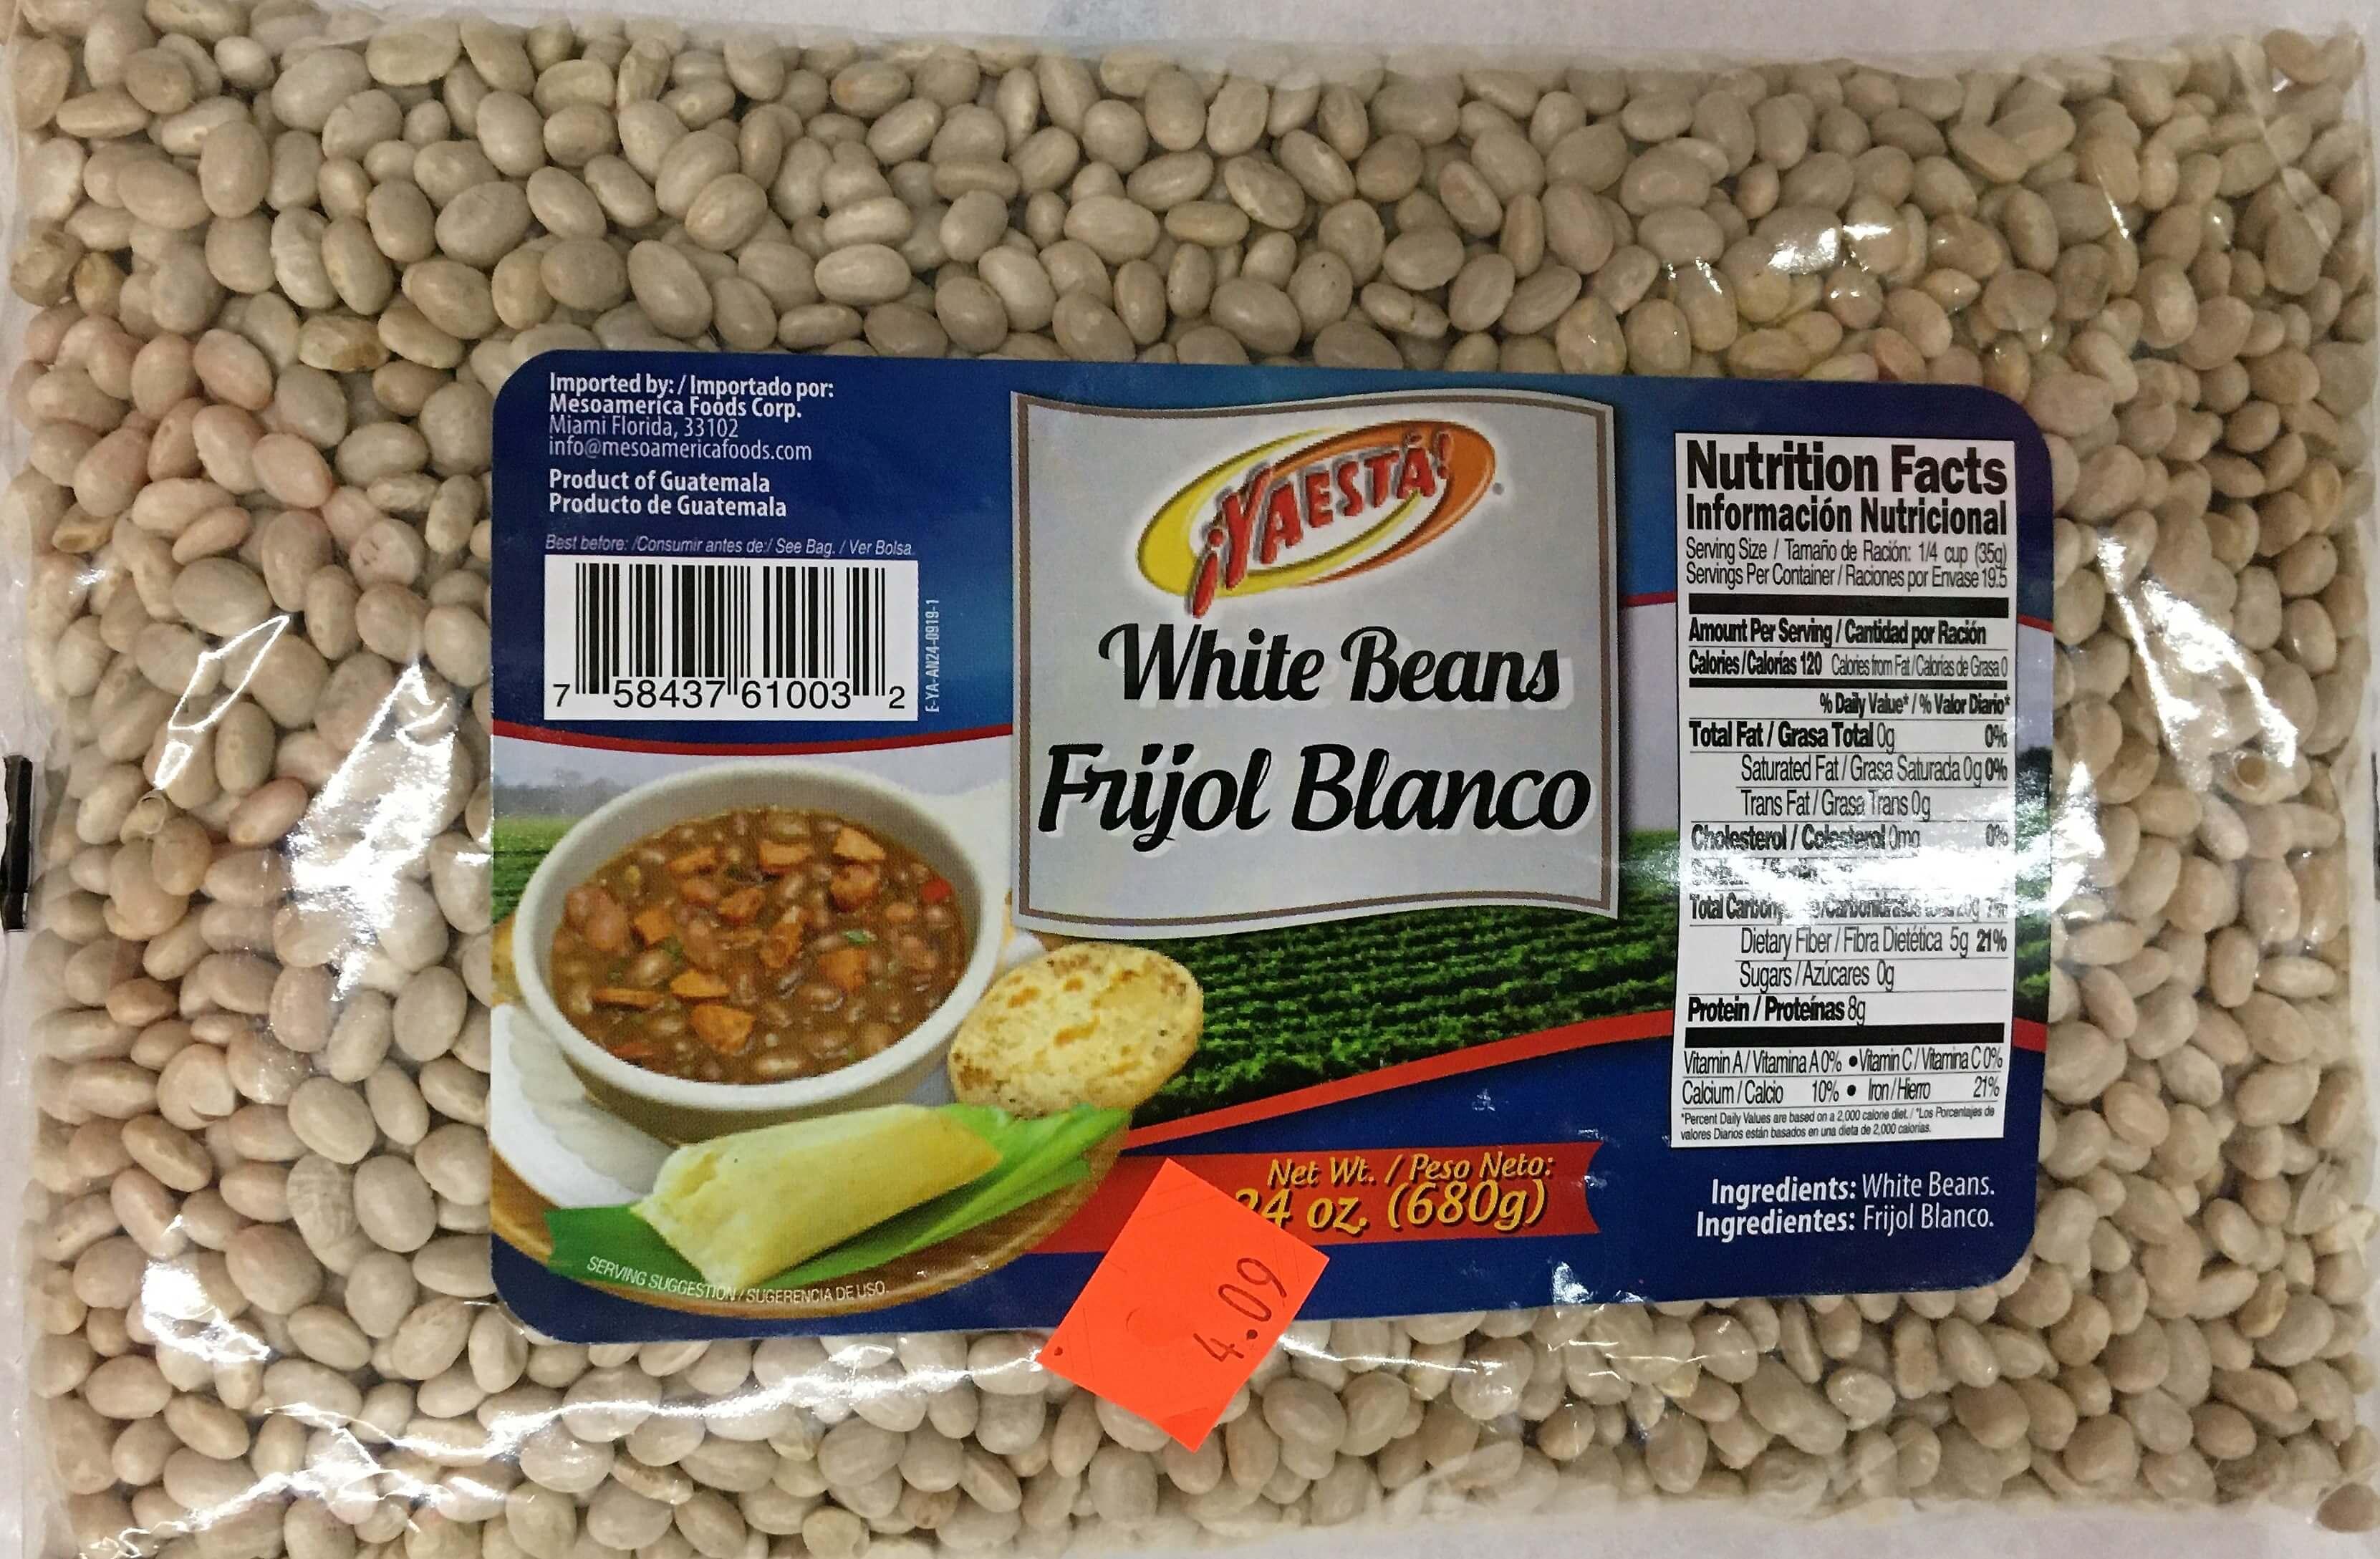 Imported by: / Importado por:
Mesoamerica Foods Corp.
Miami Florida, 33102
info@mesoamericafoods.com
Product of Guatemala
Producto de Guatemala
Best before: /Consumir antes de:/ See Bag. / Ver Bolsa.
7 58437 61003 2
E-YA-AN24-0919-1
SERVING SUGGESTION / SUGERENCIA DE USO.
¡YAESTÁ!
White Beans
Frijol Blanco
Net Wt. / Peso Neto:
24 oz. (680g)
4.09
Nutrition Facts
Información Nutricional
Serving Size / Tamaño de Ración: 1/4 cup (35g)
Servings Per Container / Raciones por Envase 19.5
Amount Per Serving / Cantidad por Ración
Calories / Calorías 120 Calories from Fat / Calorías de Grasa 0
% Daily Value* / % Valor Diario*
Total Fat / Grasa Total 0g 0%
Saturated Fat / Grasa Saturada 0g 0%
Trans Fat / Grasa Trans 0g
Cholesterol / Colesterol 0mg 0%
Total
Dietary Fiber / Fibra Dietética 5g 21%
Sugars / Azúcares 0g
Protein / Proteínas 8g
Vitamin A / Vitamina A 0% • Vitamin C / Vitamina C 0%
Calcium / Calcio 10% • Iron / Hierro 21%
*Percent Daily Values are based on a 2,000 calorie diet. / *Los Porcentajes de
valores Diarios están basados en una dieta de 2,000 calorías.
Ingredients: White Beans.
Ingredientes: Frijol Blanco.